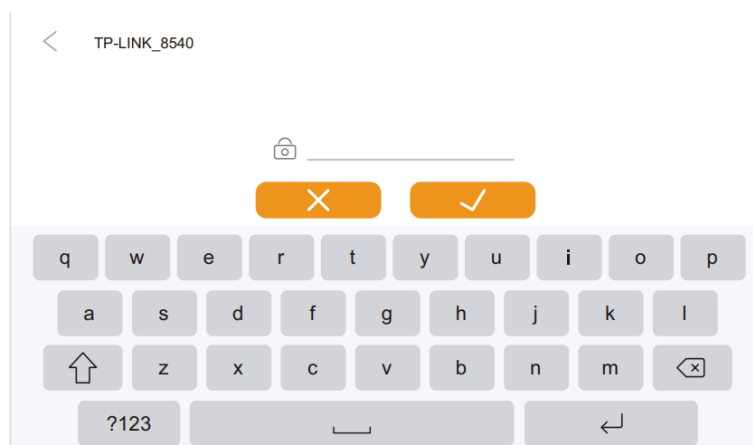 TP-LINK_8540
q w e r t y u i o p
a s d f g h j k l
z x c v b n m
?123